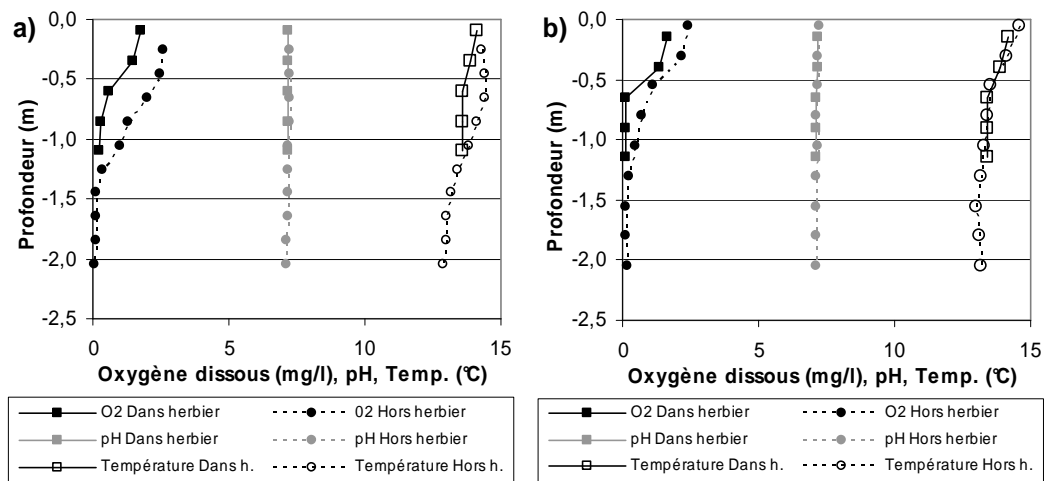 a)
Profondeur (m)
0,0
-0,5
-1,0
-1,5
-2,0
-2,5
0 5 10 15
Oxygène dissous (mg/l), pH, Temp. (°C)
O2 Dans herbier 02 Hors herbier
pH Dans herbier pH Hors herbier
Température Dans h. Température Hors h.
b)
Profondeur (m)
0,0
-0,5
-1,0
-1,5
-2,0
-2,5
0 5 10 15
Oxygène dissous (mg/l), pH, Temp. (°C)
O2 Dans herbier O2 Hors herbier
pH Dans herbier pH Hors herbier
Température Dans h. Température Hors h.